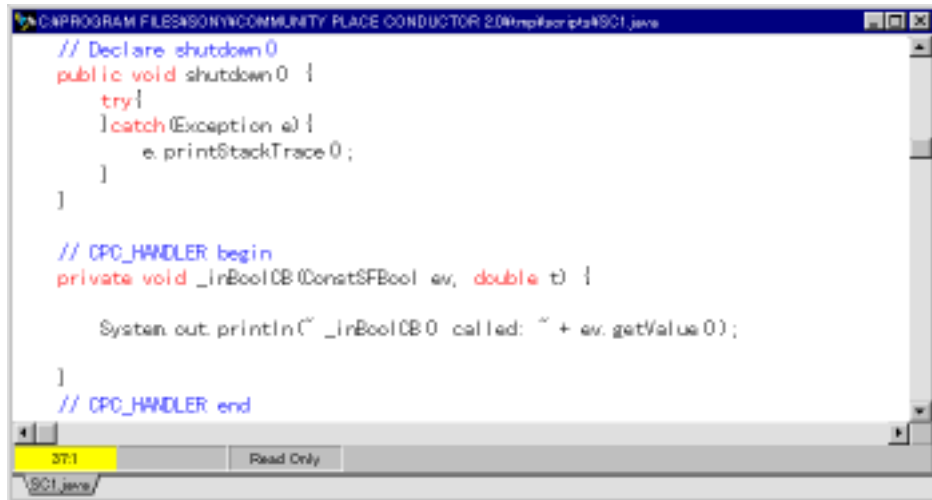 C:¥PROGRAM FILES¥SONY¥COMMUNITY PLACE CONDUCTOR 2.0¥tmp¥scripts¥SC1.java
// Declare shutdown()
public void shutdown() {
try{
}catch(Exception e){
e.printStackTrace();
}
}
// CPC_HANDLER begin
private void _inBoolCB(ConstSFBool ev, double t) {
System.out.println(" _inBoolCB() called: " + ev.getValue());
}
// CPC_HANDLER end
37:1
Read Only
SC1.java